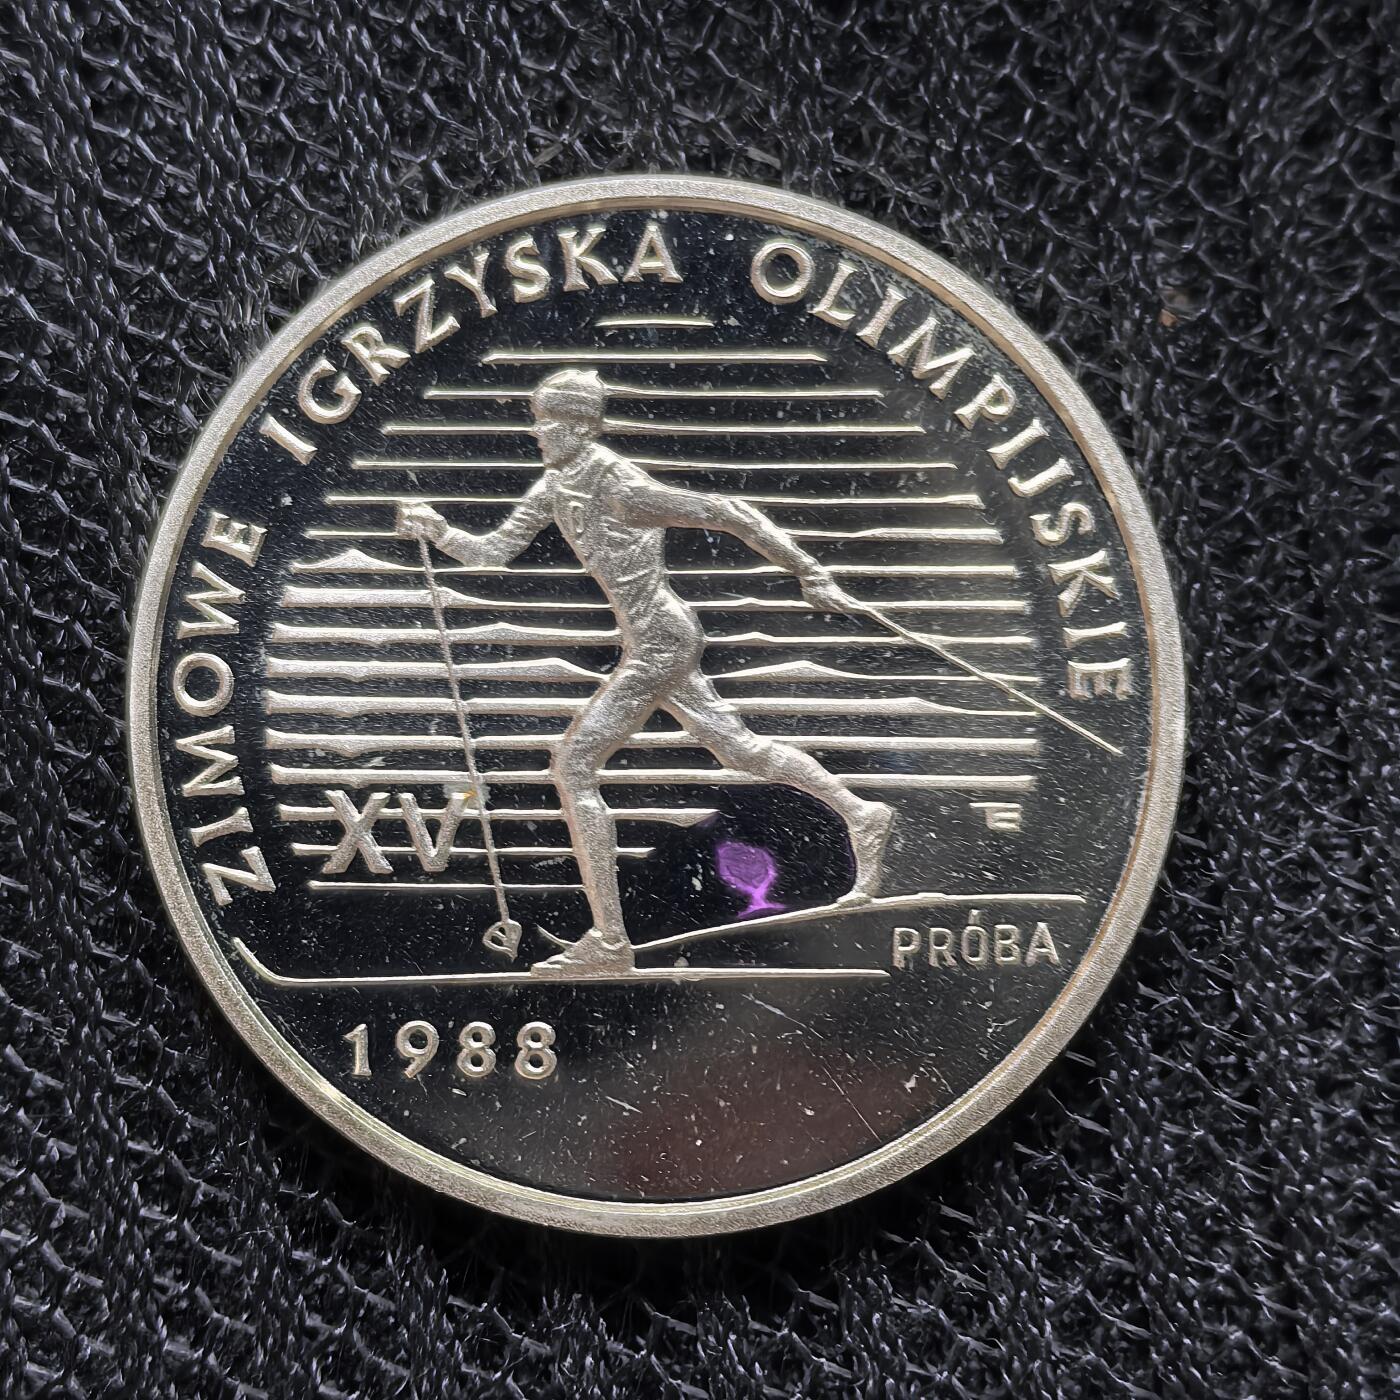 ZIMOWE IGRZYSKA OLIMPIJSKIE
XV
PRÓBA
1988